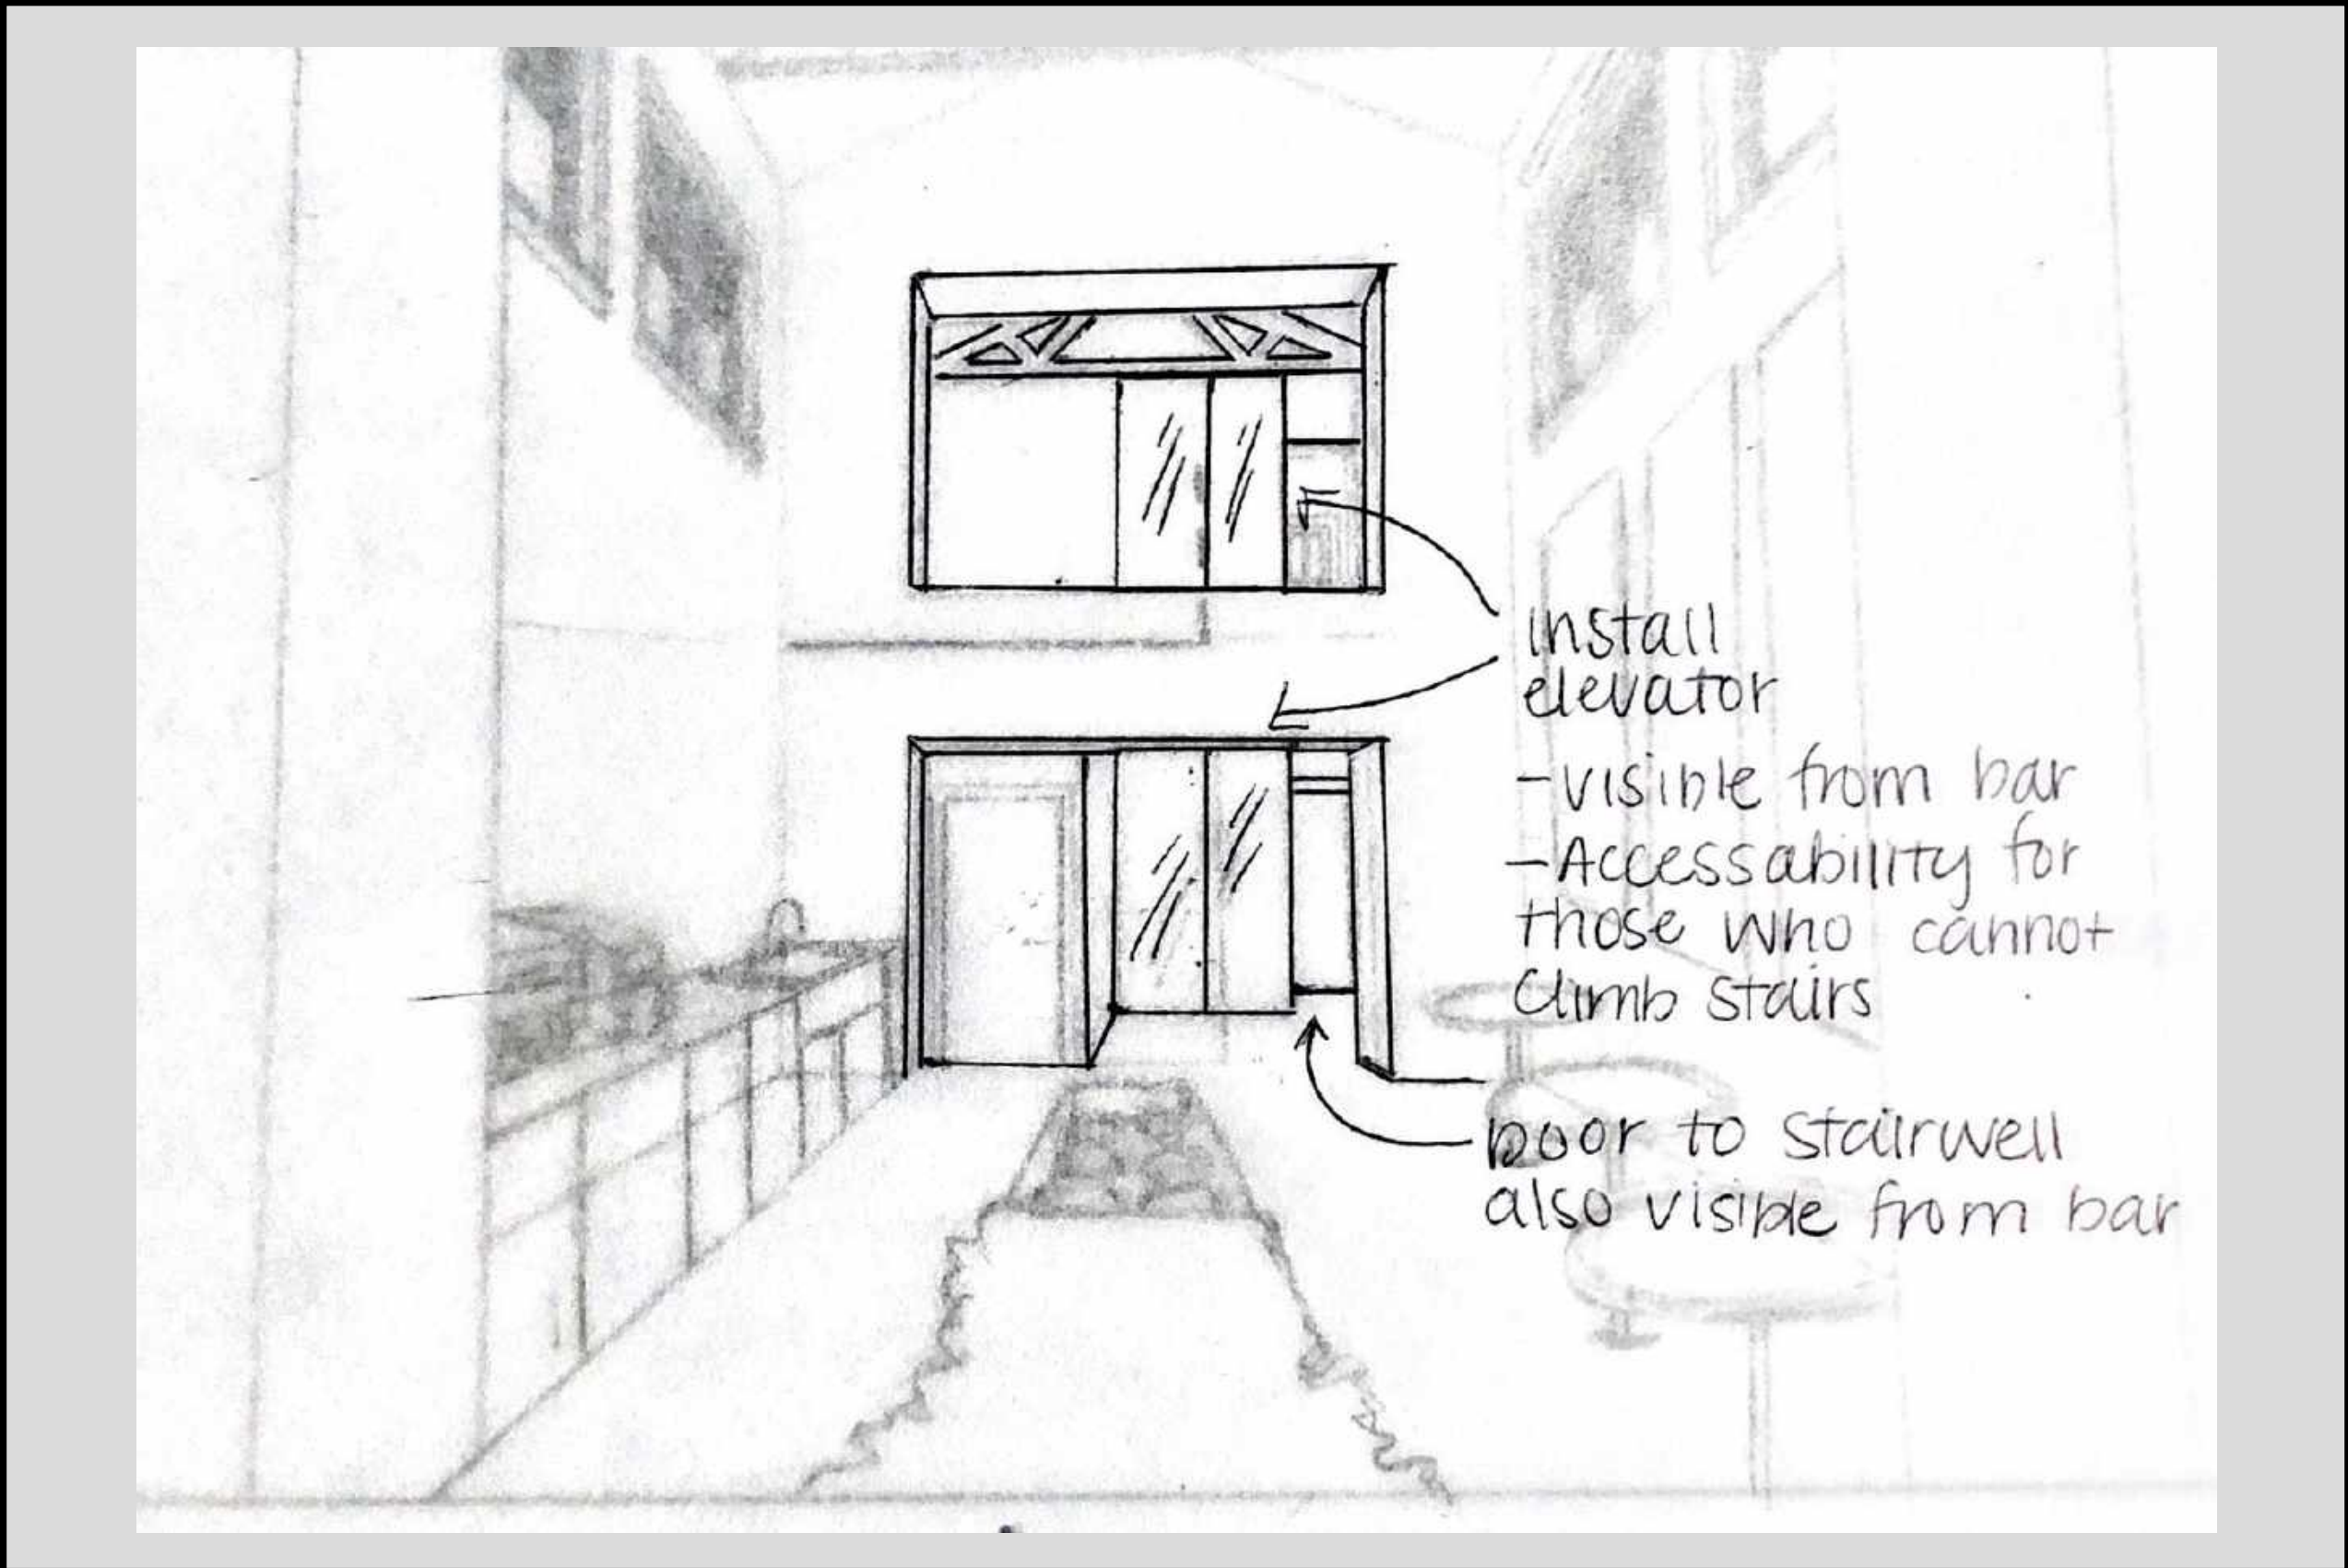 install
elevator
-visible from bar
-Accessability for
those who cannot
climb stairs
Door to stairwell
also visible from bar